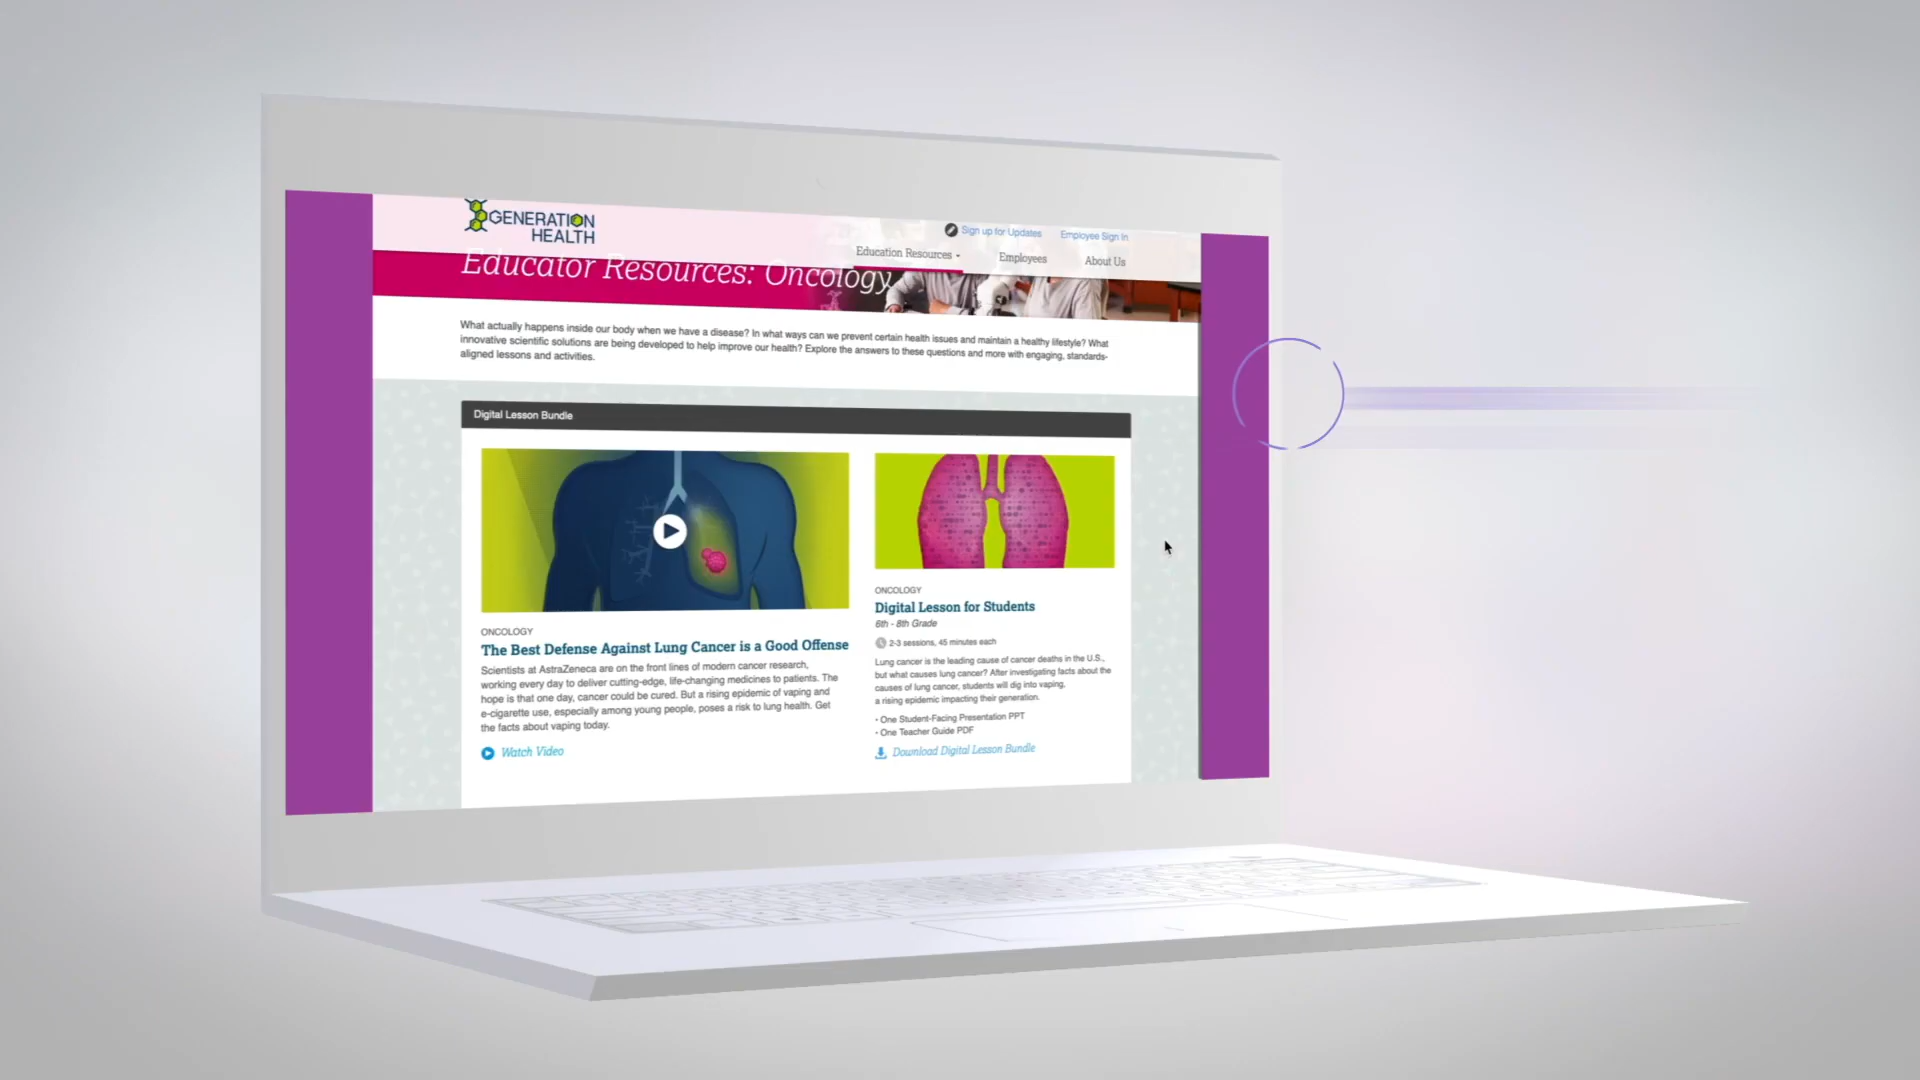 GENERATION
HEALTH
Sign up for Updates
Employee Sign In
Education Resources
Employees
About Us
Educator Resources: Oncology
What actually happens inside our body when we have a disease? In what ways can we prevent certain health issues and maintain a healthy lifestyle? What
innovative scientific solutions are being developed to help improve our health? Explore the answers to these questions and more with engaging, standards-
aligned lessons and activities.
Digital Lesson Bundle
ONCOLOGY
The Best Defense Against Lung Cancer is a Good Offense
Scientists at AstraZeneca are on the front lines of modern cancer research,
working every day to deliver cutting-edge, life-changing medicines to patients. The
hope is that one day, cancer could be cured. But a rising epidemic of vaping and
e-cigarette use, especially among young people, poses a risk to lung health. Get
the facts about vaping today.
Watch Video
ONCOLOGY
Digital Lesson for Students
6th - 8th Grade
2-3 sessions, 45 minutes each
Lung cancer is the leading cause of cancer deaths in the U.S.,
but what causes lung cancer? After investigating facts about the
causes of lung cancer, students will dig into vaping,
a rising epidemic impacting their generation.
• One Student-Facing Presentation PPT
• One Teacher Guide PDF
Download Digital Lesson Bundle